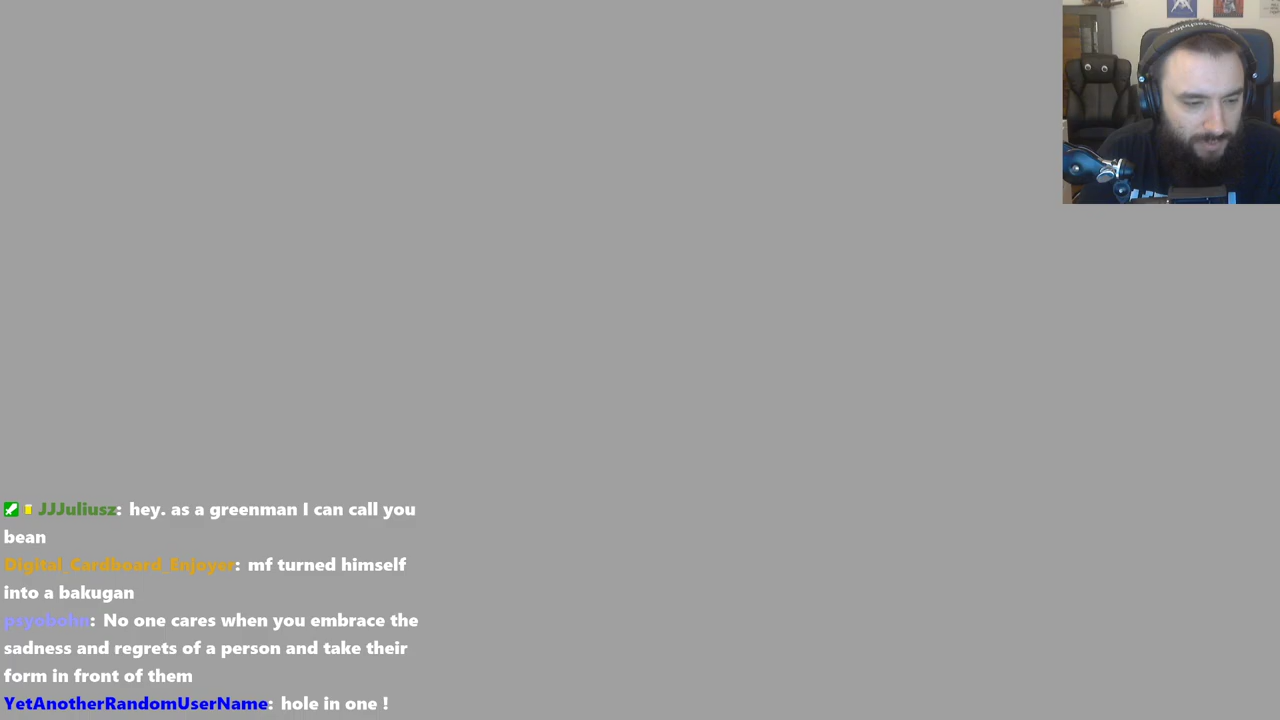 JJJuliusz: hey. as a greenman I can call you
bean
Digital_Cardboard_Enjoyer: mf turned himself
into a bakugan
psyobohn: No one cares when you embrace the
sadness and regrets of a person and take their
form in front of them
YetAnotherRandomUserName: hole in one !